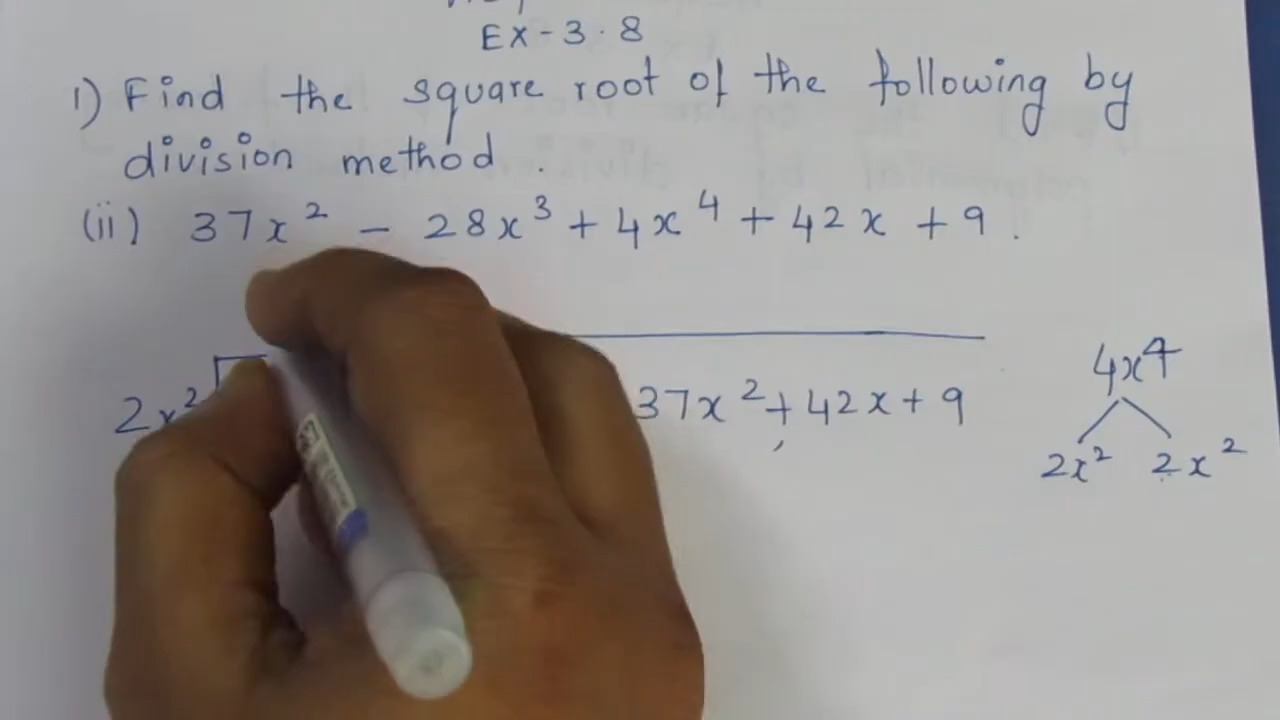 EX-3.8
1) Find the square root of the following by
division method.
(ii) 37x² - 28x³ + 4x⁴ + 42x + 9.
4x⁴
2x² 37x² + 42x + 9
2x² 2x²